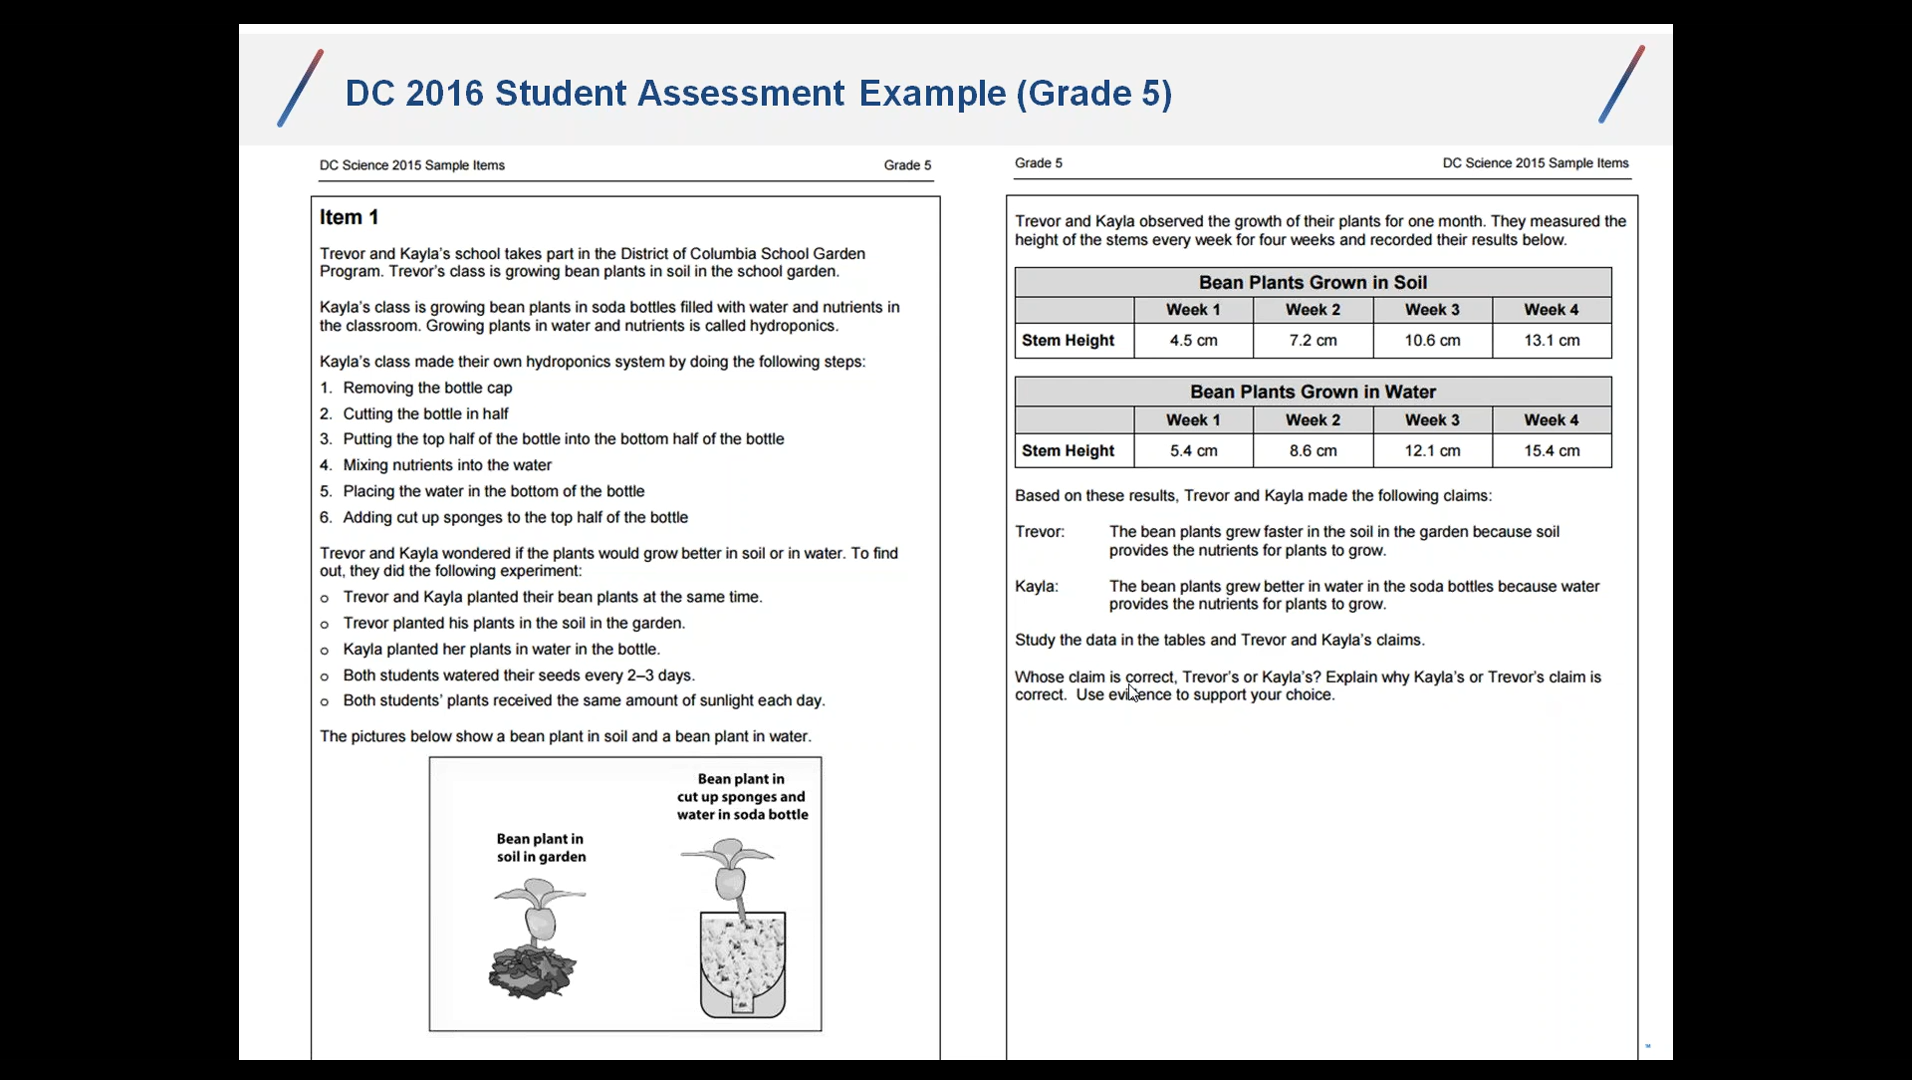 DC 2016 Student Assessment Example (Grade 5)
DC Science 2015 Sample Items
Grade 5
Item 1
Trevor and Kayla's school takes part in the District of Columbia School Garden
Program. Trevor's class is growing bean plants in soil in the school garden.
Kayla's class is growing bean plants in soda bottles filled with water and nutrients in
the classroom. Growing plants in water and nutrients is called hydroponics.
Kayla's class made their own hydroponics system by doing the following steps:
1. Removing the bottle cap
2. Cutting the bottle in half
3. Putting the top half of the bottle into the bottom half of the bottle
4. Mixing nutrients into the water
5. Placing the water in the bottom of the bottle
6. Adding cut up sponges to the top half of the bottle
Trevor and Kayla wondered if the plants would grow better in soil or in water. To find
out, they did the following experiment:
o Trevor and Kayla planted their bean plants at the same time.
o Trevor planted his plants in the soil in the garden.
o Kayla planted her plants in water in the bottle.
o Both students watered their seeds every 2–3 days.
o Both students' plants received the same amount of sunlight each day.
The pictures below show a bean plant in soil and a bean plant in water.
Bean plant in
soil in garden
Bean plant in
cut up sponges and
water in soda bottle
Grade 5
DC Science 2015 Sample Items
Trevor and Kayla observed the growth of their plants for one month. They measured the
height of the stems every week for four weeks and recorded their results below.
Bean Plants Grown in Soil
Week 1 Week 2 Week 3 Week 4
Stem Height 4.5 cm 7.2 cm 10.6 cm 13.1 cm
Bean Plants Grown in Water
Week 1 Week 2 Week 3 Week 4
Stem Height 5.4 cm 8.6 cm 12.1 cm 15.4 cm
Based on these results, Trevor and Kayla made the following claims:
Trevor: The bean plants grew faster in the soil in the garden because soil
provides the nutrients for plants to grow.
Kayla: The bean plants grew better in water in the soda bottles because water
provides the nutrients for plants to grow.
Study the data in the tables and Trevor and Kayla's claims.
Whose claim is correct, Trevor's or Kayla's? Explain why Kayla's or Trevor's claim is
correct. Use evidence to support your choice.